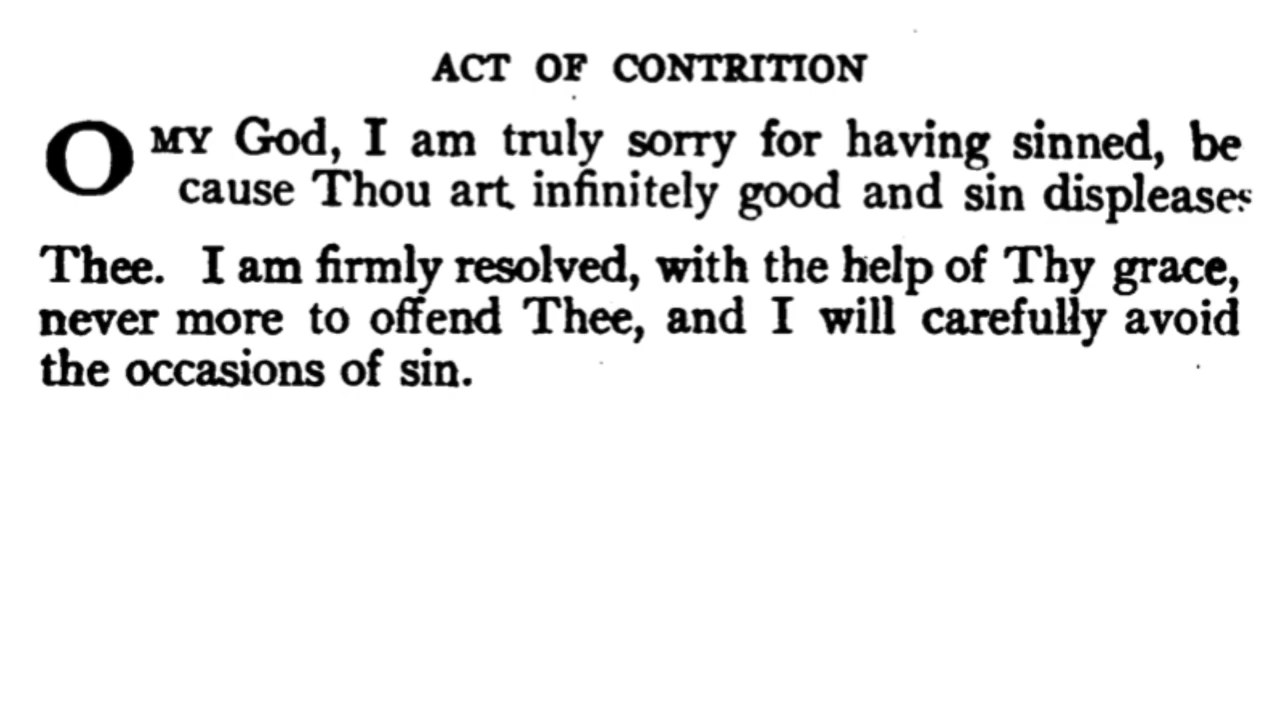 ACT OF CONTRITION
O MY God, I am truly sorry for having sinned, be
cause Thou art infinitely good and sin displeases
Thee. I am firmly resolved, with the help of Thy grace,
never more to offend Thee, and I will carefully avoid
the occasions of sin.